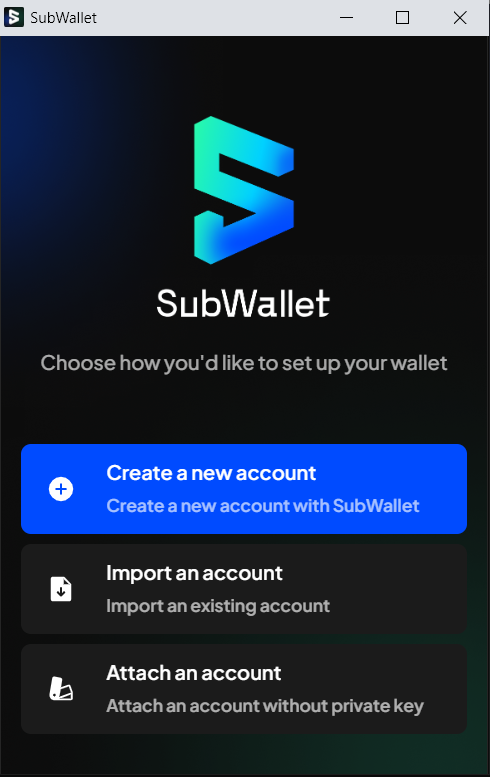 SubWallet
SubWallet
Choose how you'd like to set up your wallet
Create a new account
Create a new account with SubWallet
Import an account
Import an existing account
Attach an account
Attach an account without private key